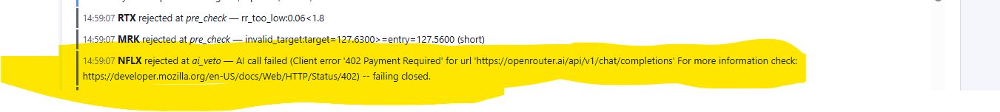 14:59:07 RTX rejected at pre_check — rr_too_low:0.06<1.8
14:59:07 MRK rejected at pre_check — invalid_target:target=127.6300>=entry=127.5600 (short)
14:59:07 NFLX rejected at ai_veto — AI call failed (Client error '402 Payment Required' for url 'https://openrouter.ai/api/v1/chat/completions' For more information check:
https://developer.mozilla.org/en-US/docs/Web/HTTP/Status/402) -- failing closed.